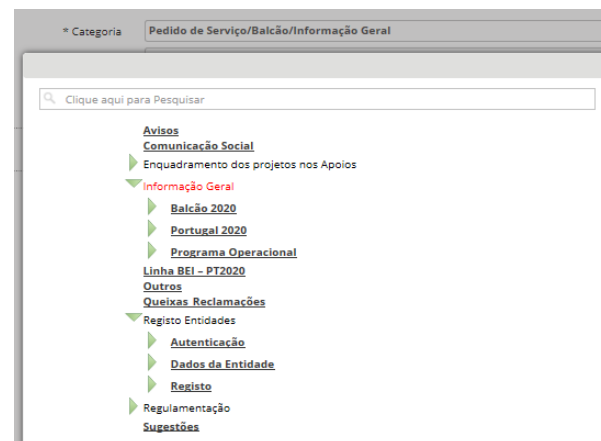 * Categoria Pedido de Serviço/Balcão/Informação Geral
Clique aqui para Pesquisar
Avisos
Comunicação Social
Enquadramento dos projetos nos Apoios
Informação Geral
Balcão 2020
Portugal 2020
Programa Operacional
Linha BEI – PT2020
Outros
Queixas Reclamações
Registo Entidades
Autenticação
Dados da Entidade
Registo
Regulamentação
Sugestões